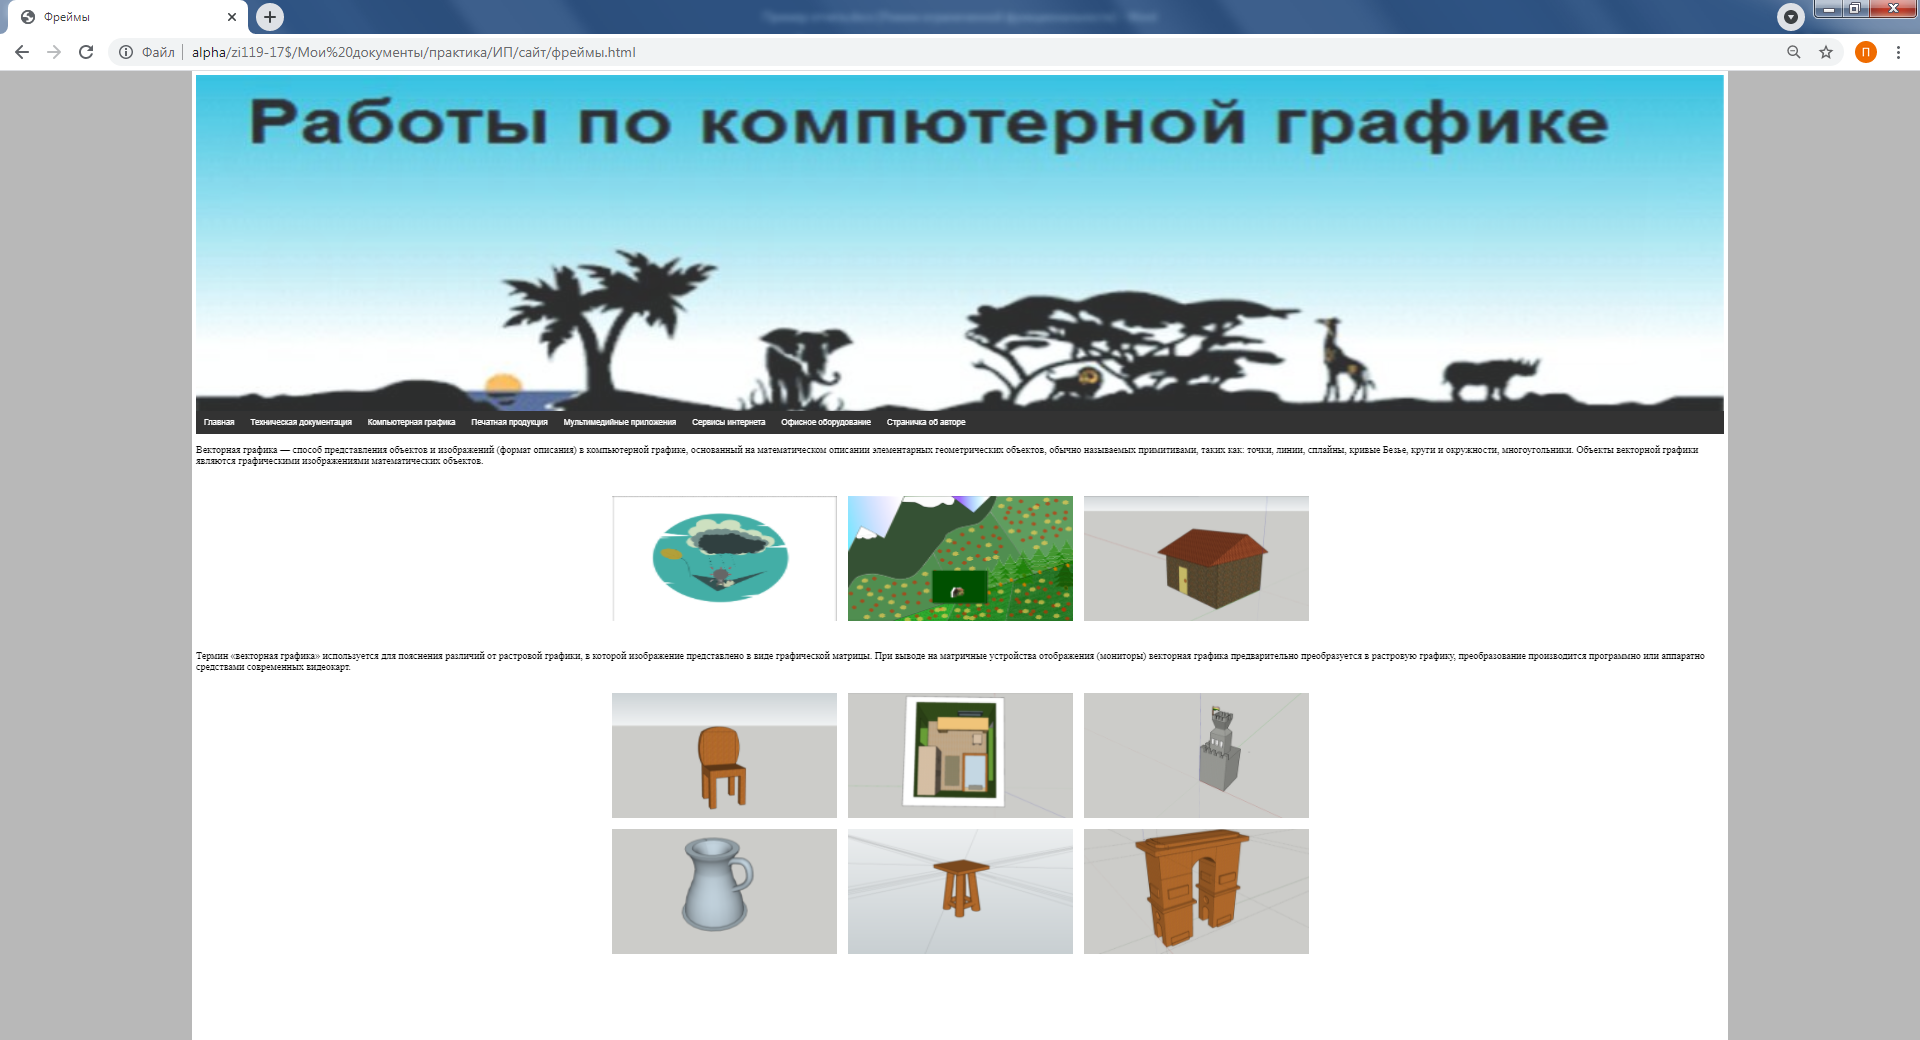 Фреймы
Файл
alpha/zi119-17$/Мои%20документы/практика/ИП/сайт/фреймы.html
П
Работы по компютерной графике
Главная Техническая документация Компьютерная графика Печатная продукция Мультимедийные приложения Сервисы интернета Офисное оборудование Страничка об авторе
Векторная графика — способ представления объектов и изображений (формат описания) в компьютерной графике, основанный на математическом описании элементарных геометрических объектов, обычно называемых примитивами, таких как: точки, линии, сплайны, кривые Безье, круги и окружности, многоугольники. Объекты векторной графики
являются графическими изображениями математических объектов.
Термин «векторная графика» используется для пояснения различий от растровой графики, в которой изображение представлено в виде графической матрицы. При выводе на матричные устройства отображения (мониторы) векторная графика предварительно преобразуется в растровую графику, преобразование производится программно или аппаратно
средствами современных видеокарт.